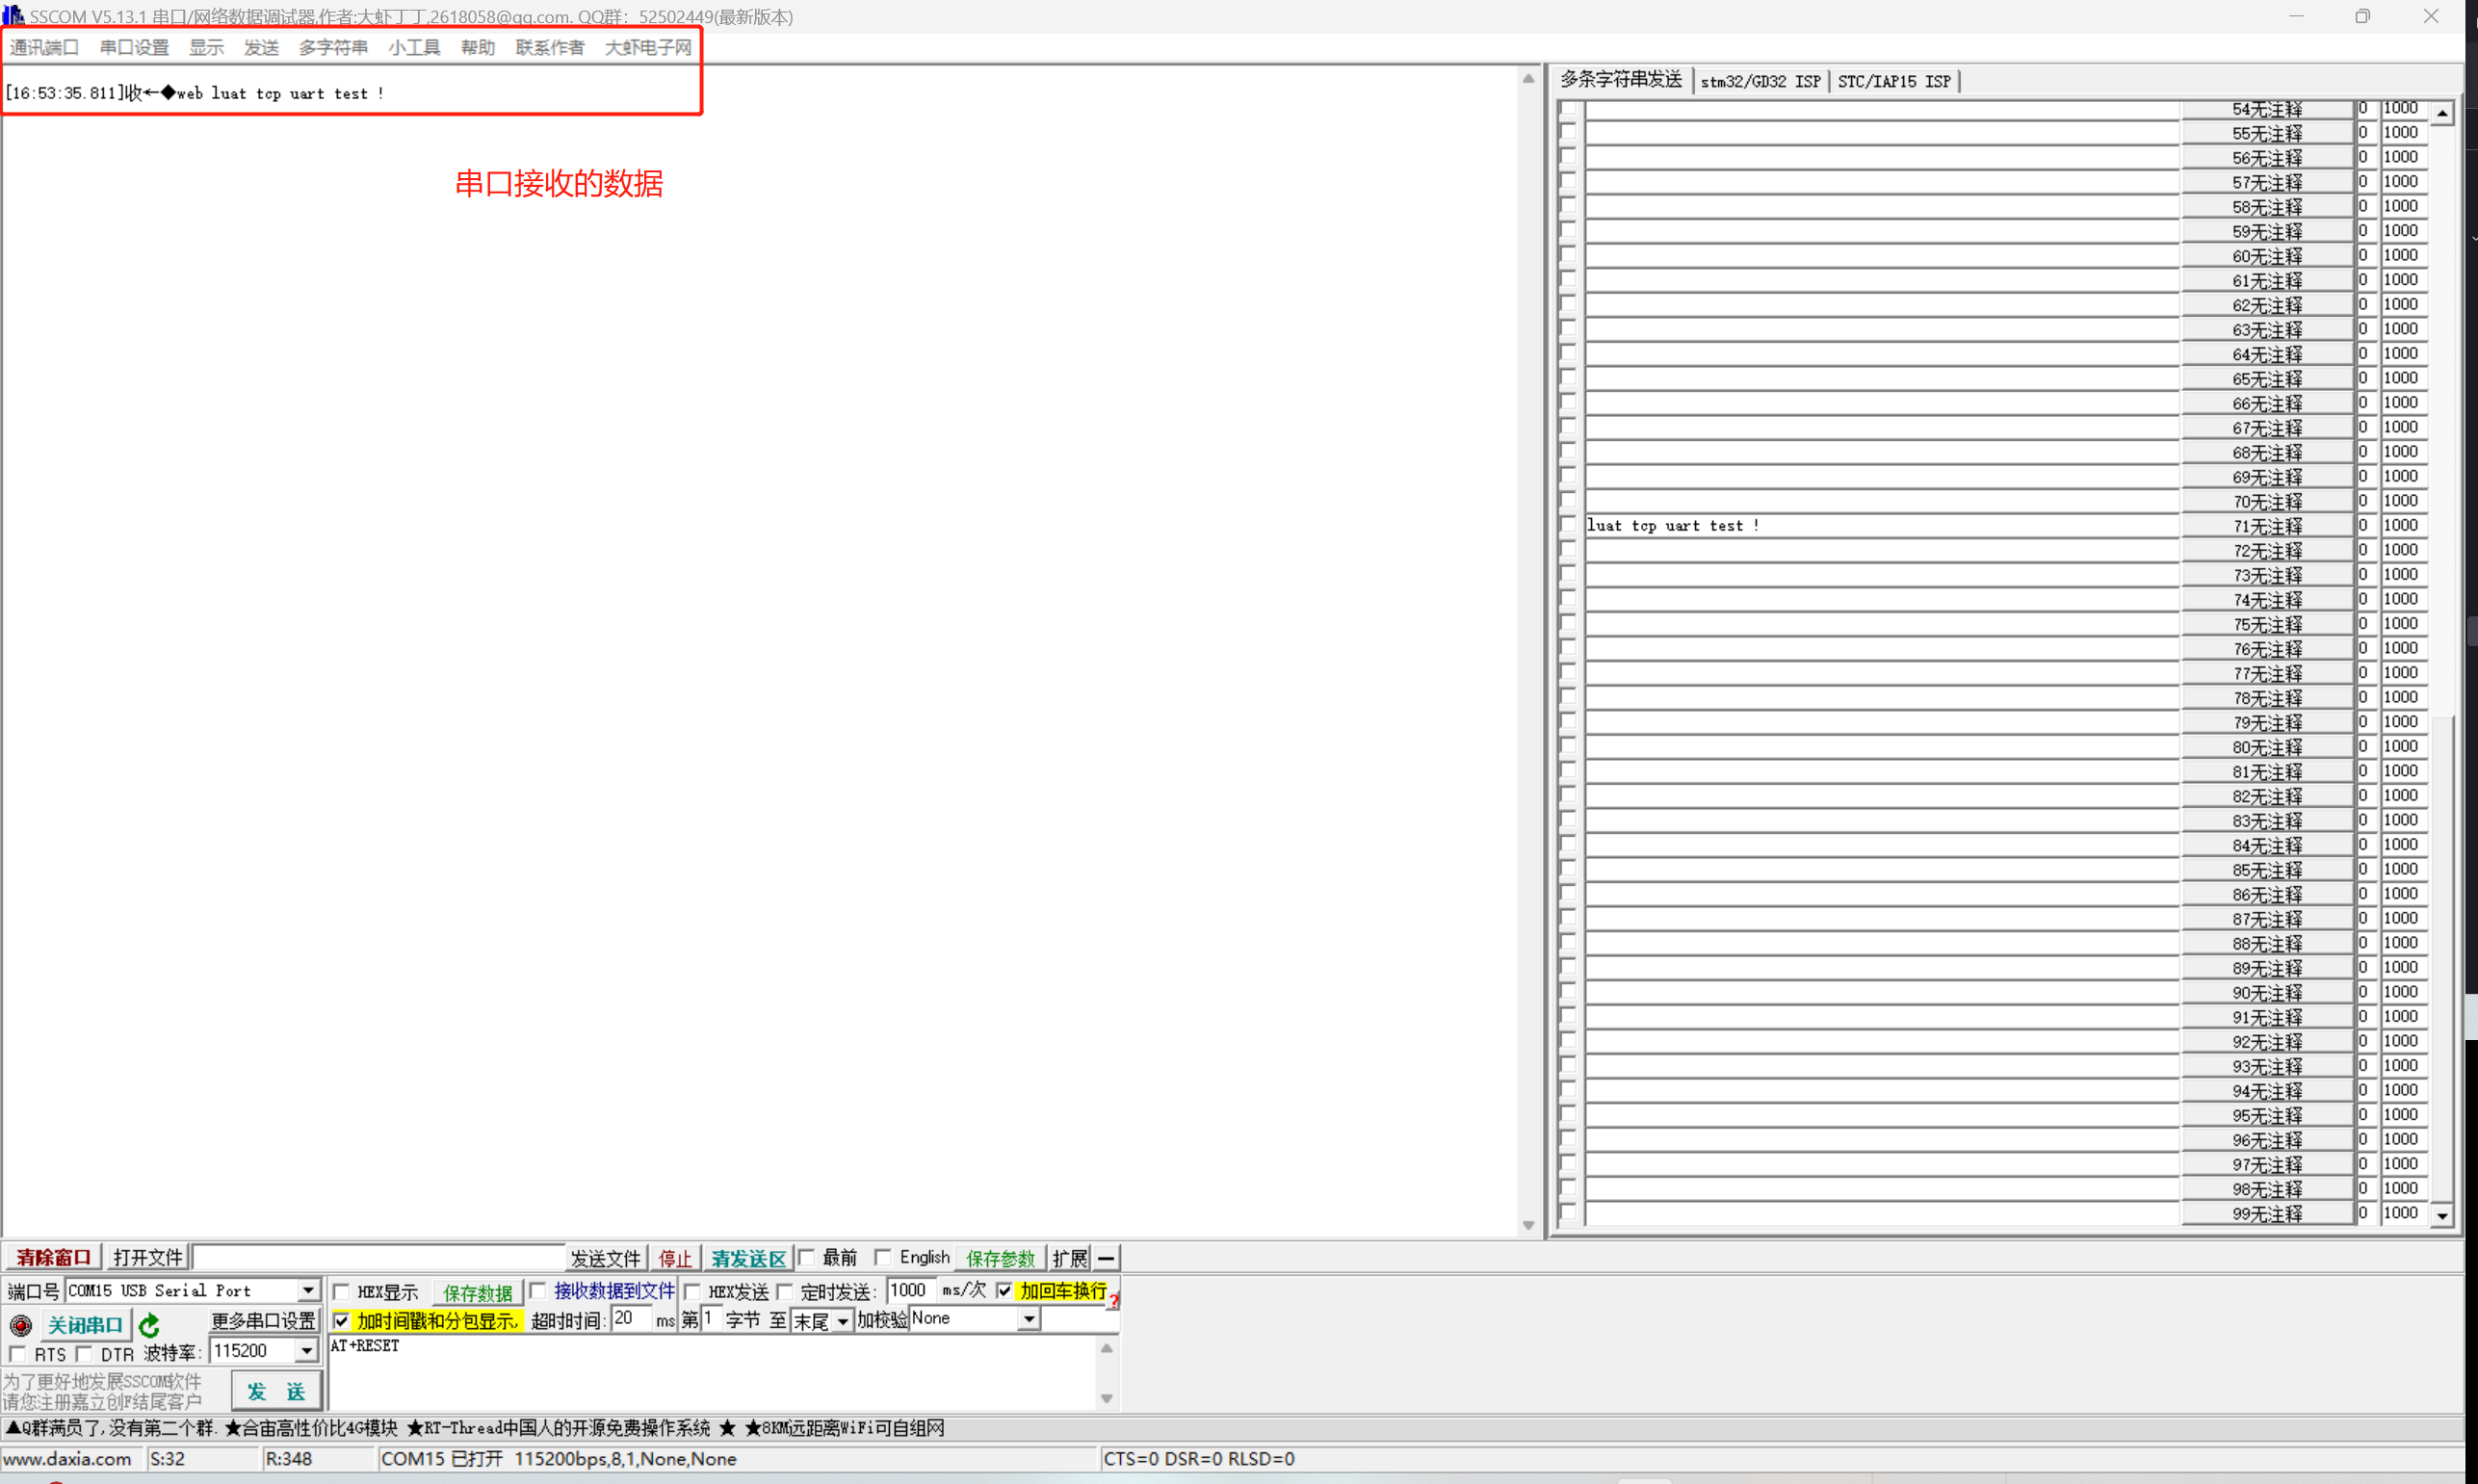 SSCOM V5.13.1 串口/网络数据调试器,作者:大虾丁丁,2618058@qq.com. QQ群: 52502449(最新版本)
通讯端口 串口设置 显示 发送 多字符串 小工具 帮助 联系作者 大虾电子网
[16:53:35.811]收←◆web luat tcp uart test !
串口接收的数据
多条字符串发送 stm32/GD32 ISP STC/IAP15 ISP
54无注释 0 1000
55无注释 0 1000
56无注释 0 1000
57无注释 0 1000
58无注释 0 1000
59无注释 0 1000
60无注释 0 1000
61无注释 0 1000
62无注释 0 1000
63无注释 0 1000
64无注释 0 1000
65无注释 0 1000
66无注释 0 1000
67无注释 0 1000
68无注释 0 1000
69无注释 0 1000
70无注释 0 1000
luat tcp uart test ! 71无注释 0 1000
72无注释 0 1000
73无注释 0 1000
74无注释 0 1000
75无注释 0 1000
76无注释 0 1000
77无注释 0 1000
78无注释 0 1000
79无注释 0 1000
80无注释 0 1000
81无注释 0 1000
82无注释 0 1000
83无注释 0 1000
84无注释 0 1000
85无注释 0 1000
86无注释 0 1000
87无注释 0 1000
88无注释 0 1000
89无注释 0 1000
90无注释 0 1000
91无注释 0 1000
92无注释 0 1000
93无注释 0 1000
94无注释 0 1000
95无注释 0 1000
96无注释 0 1000
97无注释 0 1000
98无注释 0 1000
99无注释 0 1000
清除窗口 打开文件 发送文件 停止 清发送区 最前 English 保存参数 扩展 —
端口号 COM15 USB Serial Port HEX显示 保存数据 接收数据到文件 HEX发送 定时发送: 1000 ms/次 加回车换行 ?
关闭串口 更多串口设置 加时间戳和分包显示, 超时时间: 20 ms 第 1 字节 至 末尾 加校验 None
RTS DTR 波特率: 115200 AT+RESET
为了更好地发展SSCOM软件
请您注册嘉立创F结尾客户
发 送
▲Q群满员了,没有第二个群. ★合宙高性价比4G模块 ★RT-Thread中国人的开源免费操作系统 ★ ★8KM远距离WiFi可自组网
www.daxia.com S:32 R:348 COM15 已打开 115200bps,8,1,None,None CTS=0 DSR=0 RLSD=0